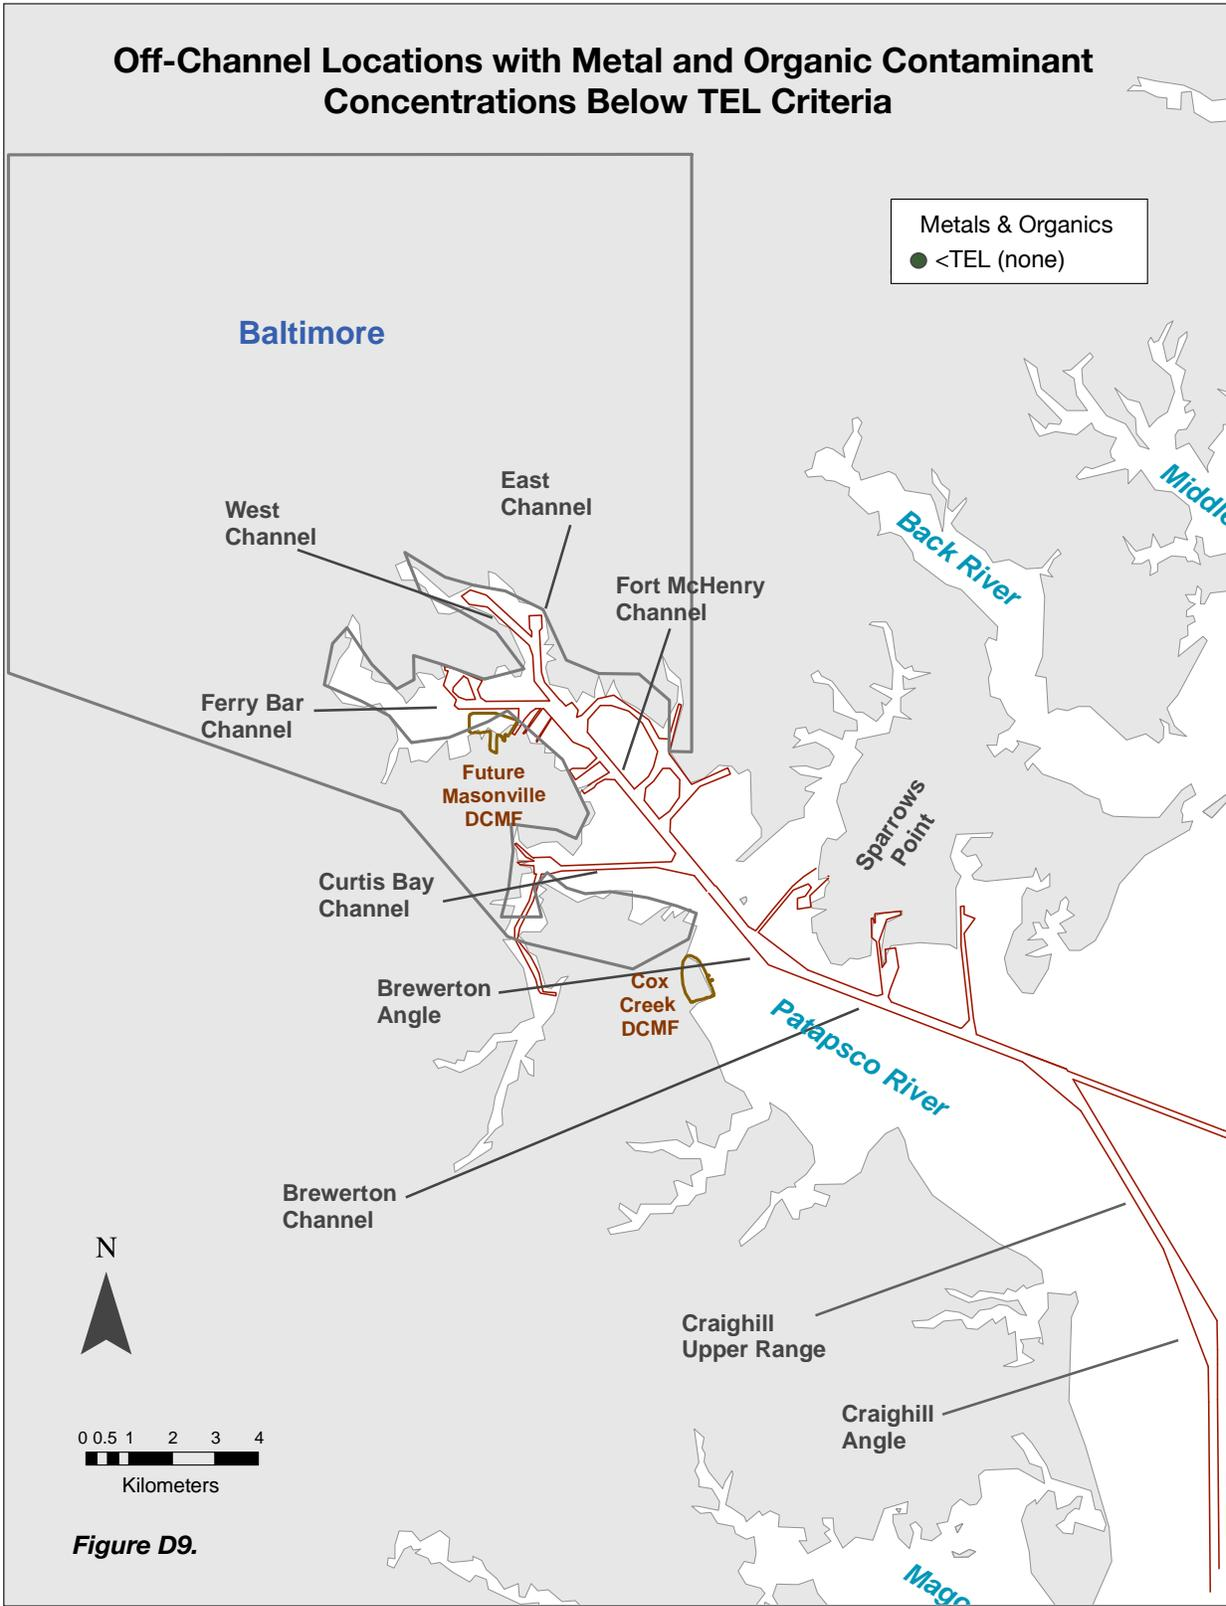 Off-Channel Locations with Metal and Organic Contaminant
Concentrations Below TEL Criteria
Metals & Organics
<TEL (none)
Baltimore
Middle
Back River
East
Channel
West
Channel
Fort McHenry
Channel
Ferry Bar
Channel
Future
Masonville
DCMF
Sparrows
Point
Curtis Bay
Channel
Brewerton
Angle
Cox
Creek
DCMF
Patapsco River
Brewerton
Channel
N
Craighill
Upper Range
Craighill
Angle
0 0.5 1 2 3 4
Kilometers
Figure D9.
Mago